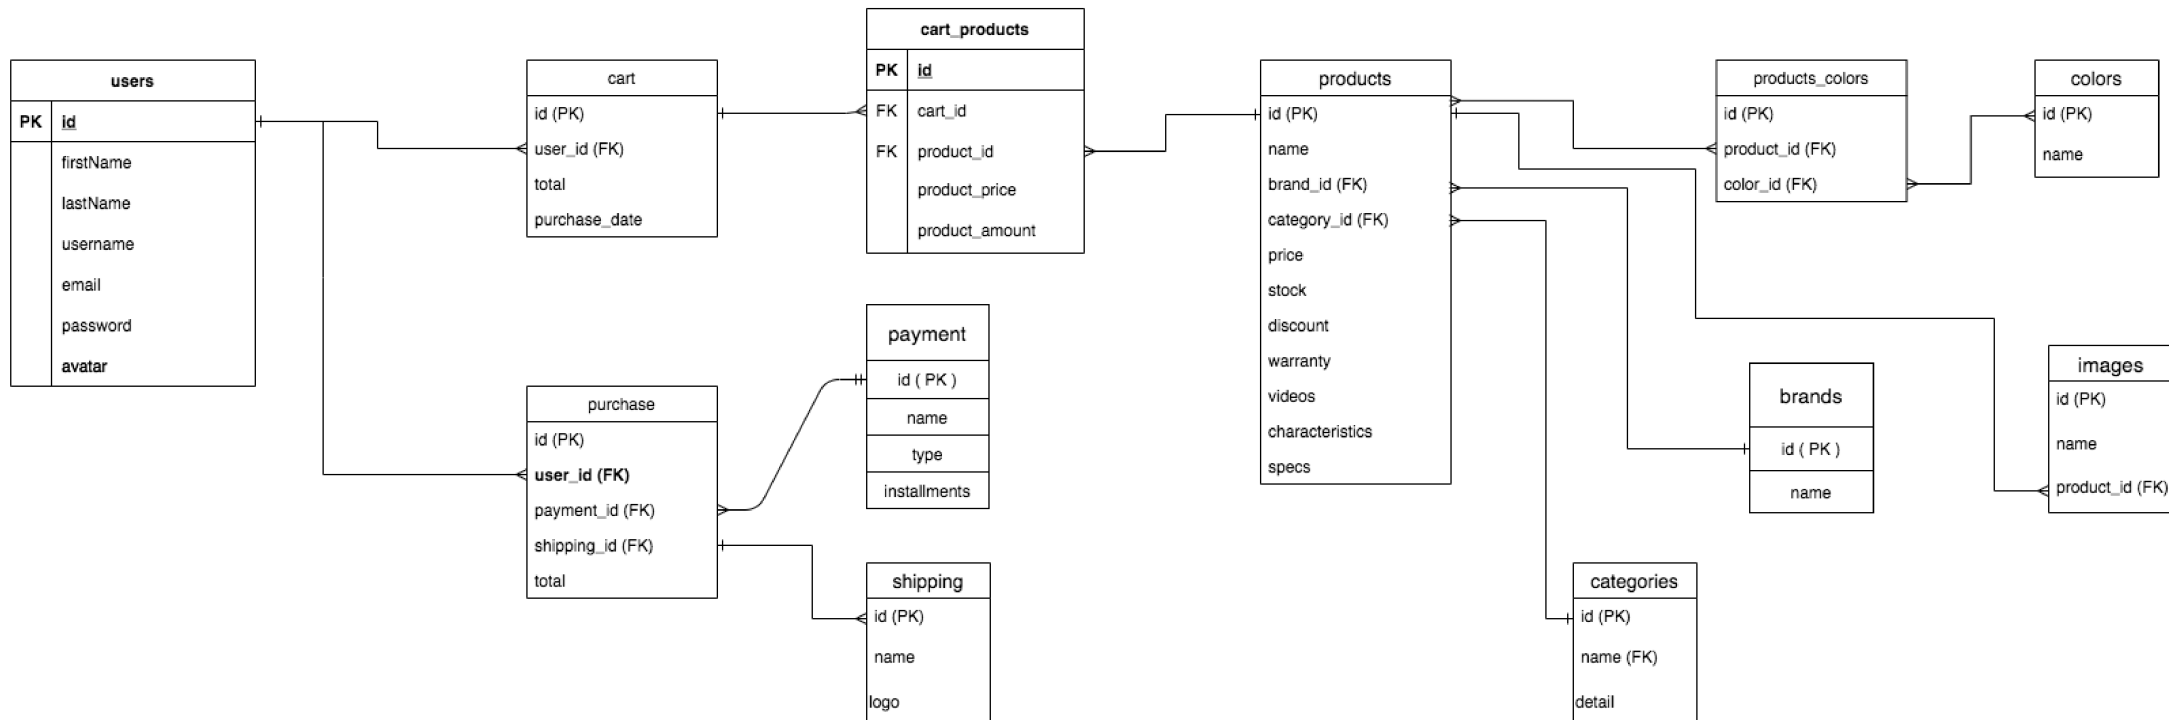 users
PK id
firstName
lastName
username
email
password
avatar
cart
id (PK)
user_id (FK)
total
purchase_date
cart_products
PK id
FK cart_id
FK product_id
product_price
product_amount
purchase
id (PK)
user_id (FK)
payment_id (FK)
shipping_id (FK)
total
payment
id ( PK )
name
type
installments
shipping
id (PK)
name
logo
products
id (PK)
name
brand_id (FK)
category_id (FK)
price
stock
discount
warranty
videos
characteristics
specs
products_colors
id (PK)
product_id (FK)
color_id (FK)
colors
id (PK)
name
brands
id ( PK )
name
images
id (PK)
name
product_id (FK)
categories
id (PK)
name (FK)
detail